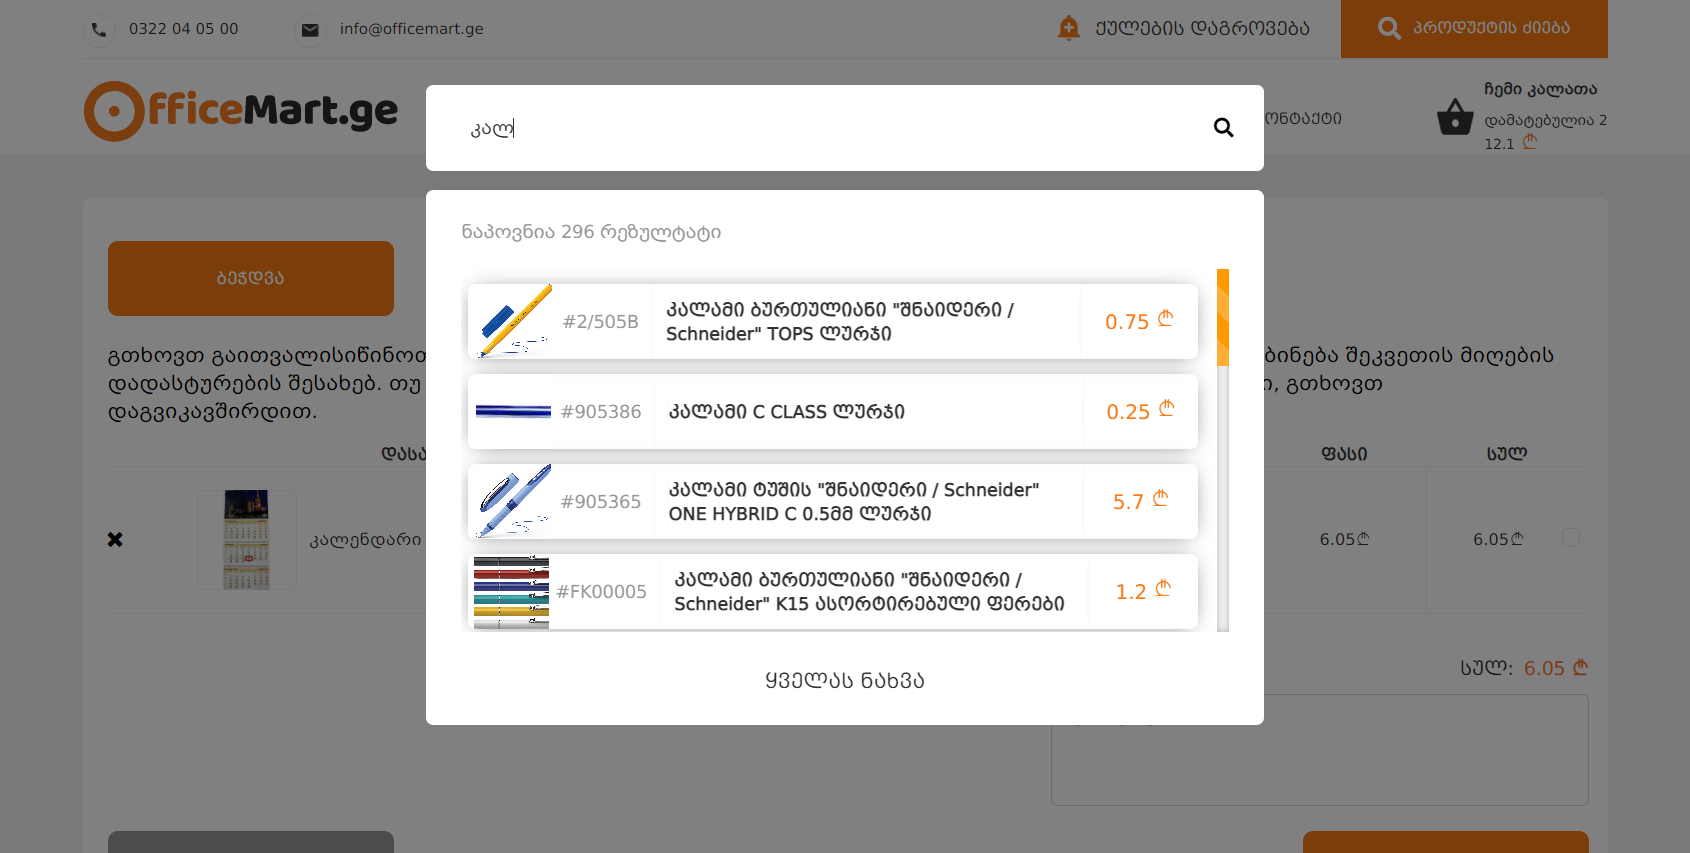 0322 04 05 00
info@officemart.ge
ქულების დაგროვება
პროდუქტის ძიება
OfficeMart.ge
ონტაქტი
ჩემი კალათა
დამატებულია 2
12.1 ₾
კალ
ნაპოვნია 296 რეზულტატი
#2/505B
კალამი ბურთულიანი "შნაიდერი /
Schneider" TOPS ლურჯი
0.75 ₾
#905386
კალამი C CLASS ლურჯი
0.25 ₾
#905365
კალამი ტუშის "შნაიდერი / Schneider"
ONE HYBRID C 0.5მმ ლურჯი
5.7 ₾
#FK00005
კალამი ბურთულიანი "შნაიდერი /
Schneider" K15 ასორტირებული ფერები
1.2 ₾
ყველას ნახვა
ბეჭდვა
გთხოვთ გაითვალისწინოთ
ბინება შეკვეთის მიღების
დადასტურების შესახებ. თუ
ი, გთხოვთ
დაგვიკავშირდით.
დასა
ფასი
სულ
კალენდარი
6.05₾
6.05₾
სულ: 6.05 ₾